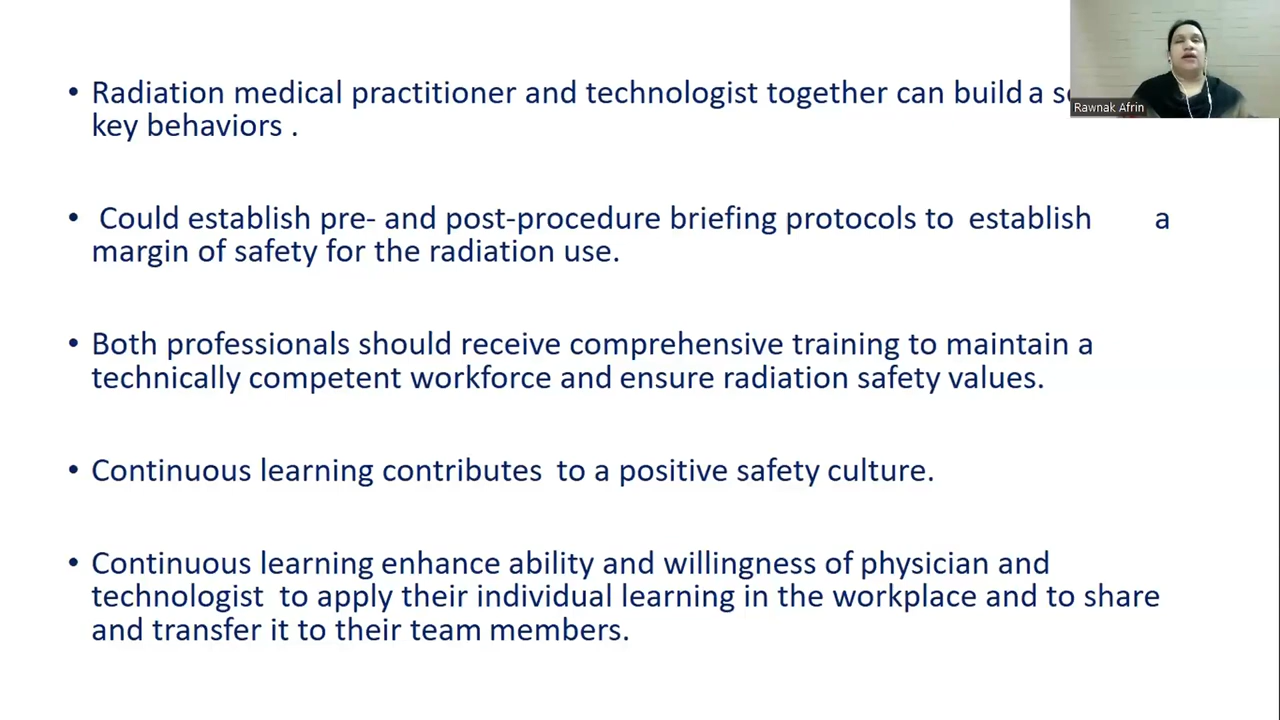 • Radiation medical practitioner and technologist together can build a
key behaviors .
• Could establish pre- and post-procedure briefing protocols to establish a
margin of safety for the radiation use.
• Both professionals should receive comprehensive training to maintain a
technically competent workforce and ensure radiation safety values.
• Continuous learning contributes to a positive safety culture.
• Continuous learning enhance ability and willingness of physician and
technologist to apply their individual learning in the workplace and to share
and transfer it to their team members.
Rawnak Afrin